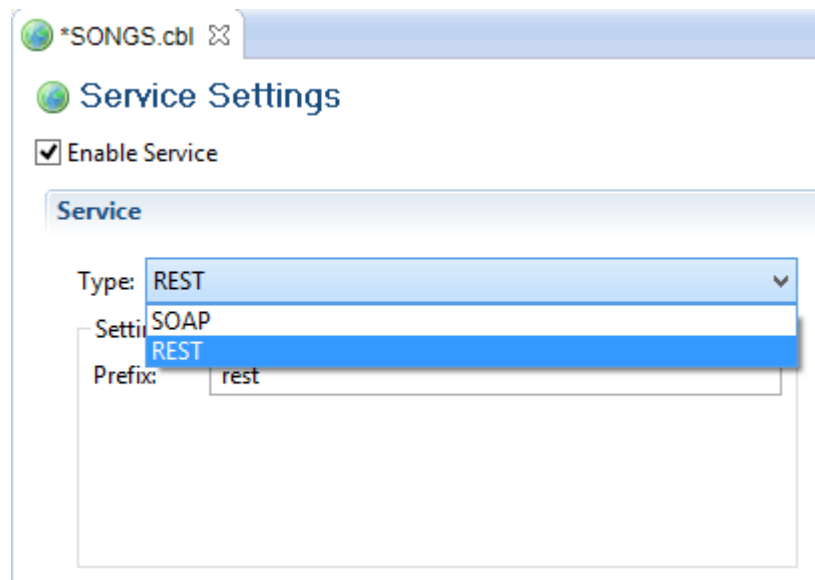 *SONGS.cbl
Service Settings
Enable Service
Service
Type: REST
SOAP
REST
Prefix: rest